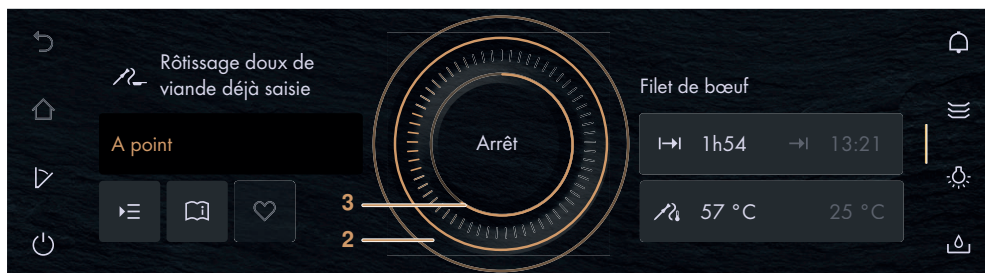 Rôtissage doux de
viande déjà saisie
A point
Arrêt
3
2
Filet de bœuf
1h54 13:21
57 °C 25 °C